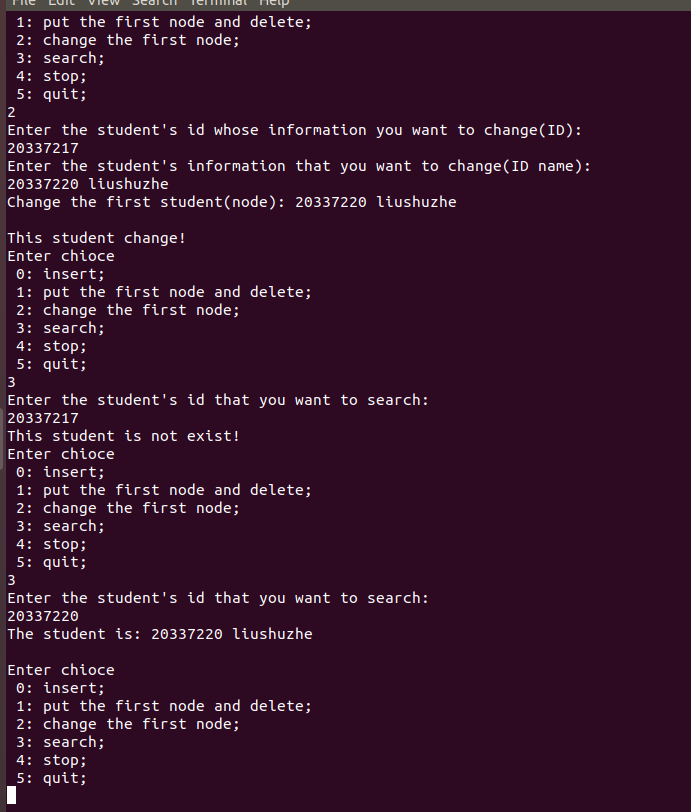 File Edit View Search Terminal Help
1: put the first node and delete;
2: change the first node;
3: search;
4: stop;
5: quit;
2
Enter the student's id whose information you want to change(ID):
20337217
Enter the student's information that you want to change(ID name):
20337220 liushuzhe
Change the first student(node): 20337220 liushuzhe
This student change!
Enter chioce
0: insert;
1: put the first node and delete;
2: change the first node;
3: search;
4: stop;
5: quit;
3
Enter the student's id that you want to search:
20337217
This student is not exist!
Enter chioce
0: insert;
1: put the first node and delete;
2: change the first node;
3: search;
4: stop;
5: quit;
3
Enter the student's id that you want to search:
20337220
The student is: 20337220 liushuzhe
Enter chioce
0: insert;
1: put the first node and delete;
2: change the first node;
3: search;
4: stop;
5: quit;